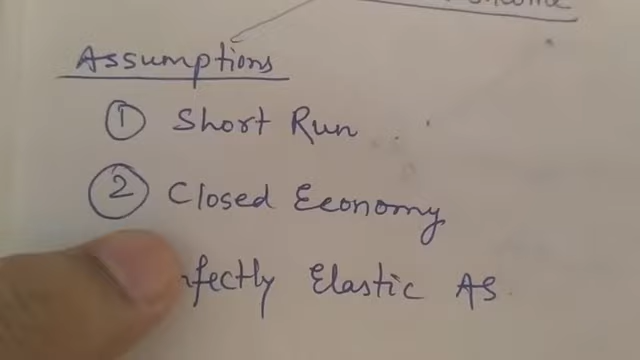 Assumptions
① Short Run
② Closed Economy
rfectly Elastic AS